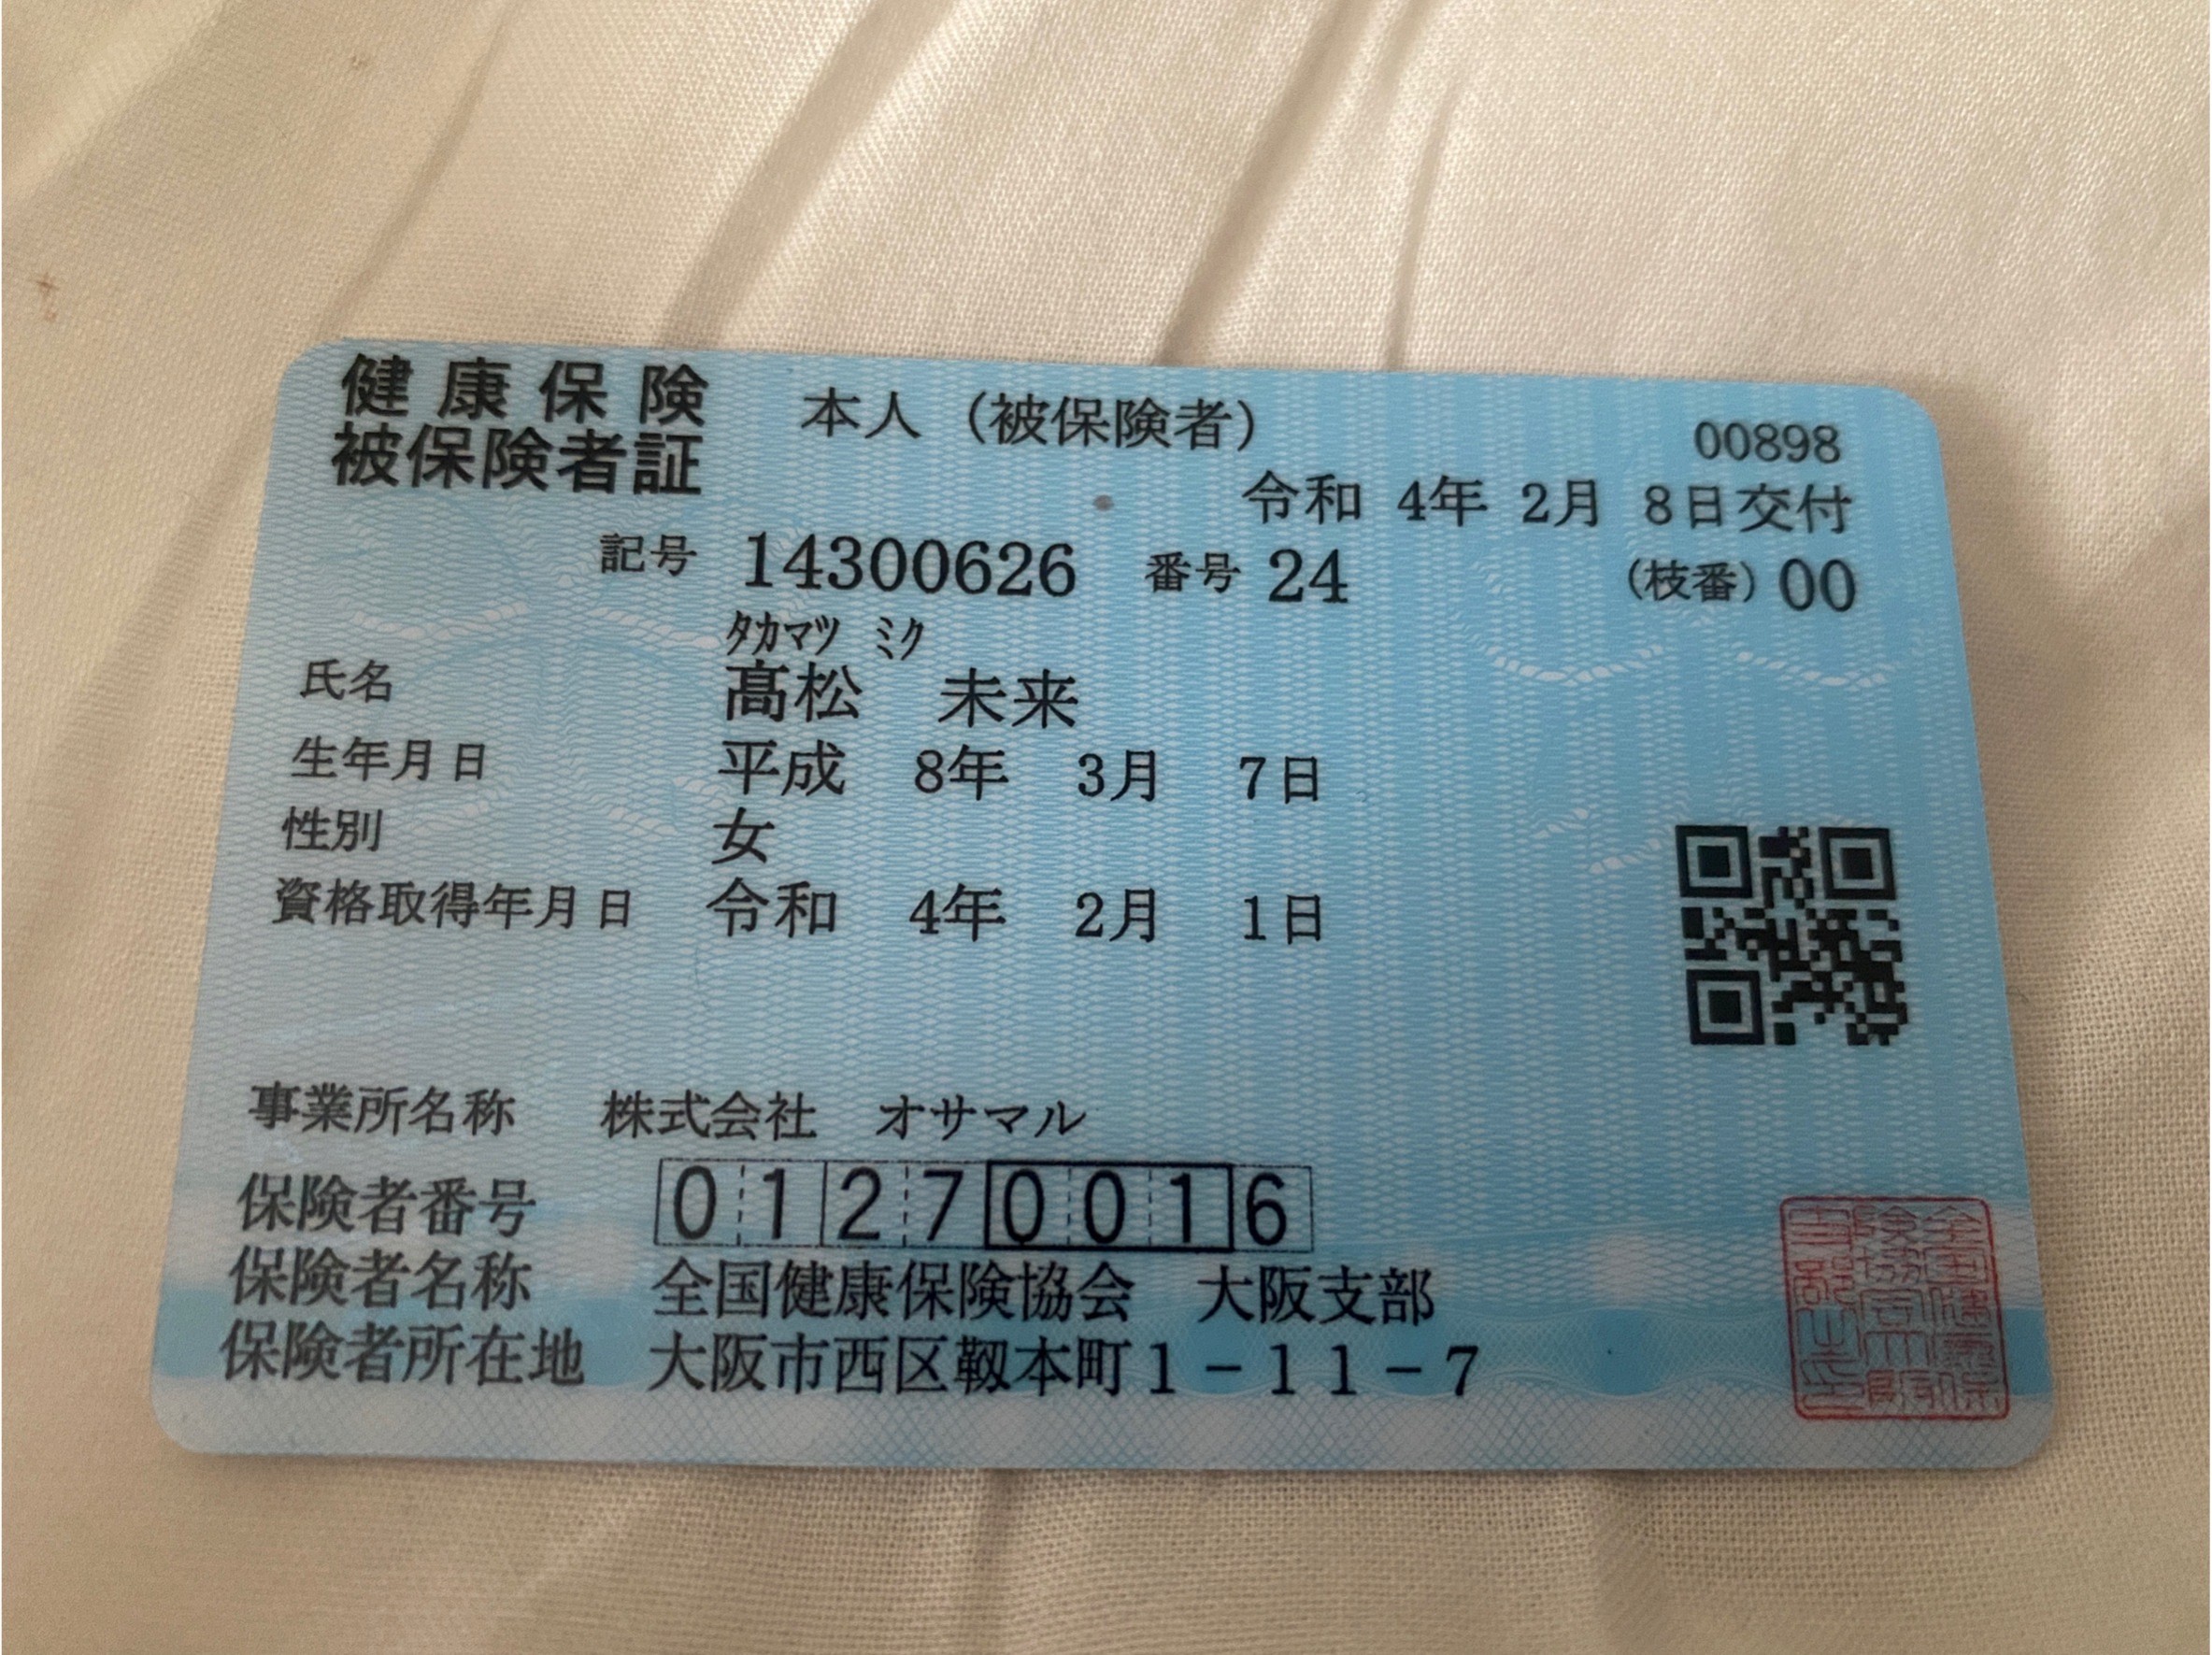 健康保険 本人（被保険者） 00898
被保険者証 令和 4年 2月 8日交付
記号 14300626 番号 24 （枝番）00
ﾀｶﾏﾂ ﾐｸ
氏名 髙松 未来
生年月日 平成 8年 3月 7日
性別 女
資格取得年月日 令和 4年 2月 1日
事業所名称 株式会社 オサマル
保険者番号 01270016
保険者名称 全国健康保険協会 大阪支部
保険者所在地 大阪市西区靱本町1－11－7